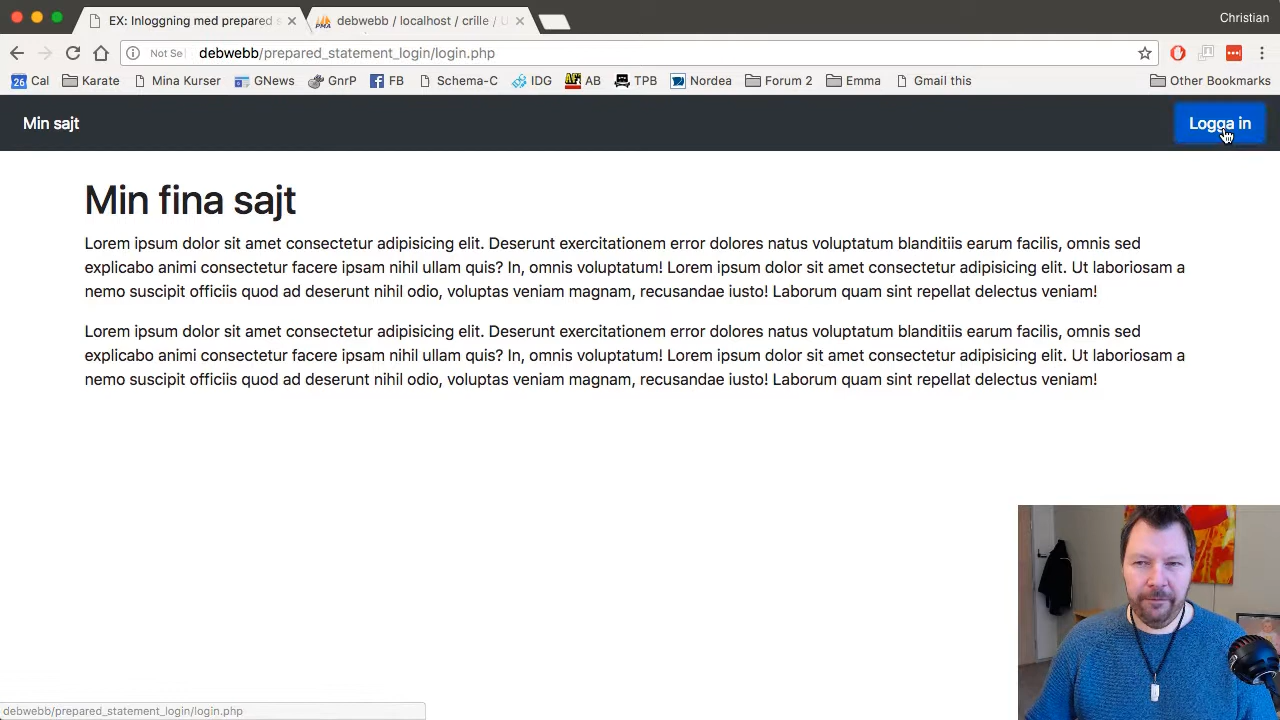 EX: Inloggning med prepared s
debwebb / localhost / crille / U
Christian
Not Se
debwebb/prepared_statement_login/login.php
26 Cal
Karate
Mina Kurser
GNews
GnrP
FB
Schema-C
IDG
AB
TPB
Nordea
Forum 2
Emma
Gmail this
Other Bookmarks
Min sajt
Logga in
Min fina sajt
Lorem ipsum dolor sit amet consectetur adipisicing elit. Deserunt exercitationem error dolores natus voluptatum blanditiis earum facilis, omnis sed
explicabo animi consectetur facere ipsam nihil ullam quis? In, omnis voluptatum! Lorem ipsum dolor sit amet consectetur adipisicing elit. Ut laboriosam a
nemo suscipit officiis quod ad deserunt nihil odio, voluptas veniam magnam, recusandae iusto! Laborum quam sint repellat delectus veniam!
Lorem ipsum dolor sit amet consectetur adipisicing elit. Deserunt exercitationem error dolores natus voluptatum blanditiis earum facilis, omnis sed
explicabo animi consectetur facere ipsam nihil ullam quis? In, omnis voluptatum! Lorem ipsum dolor sit amet consectetur adipisicing elit. Ut laboriosam a
nemo suscipit officiis quod ad deserunt nihil odio, voluptas veniam magnam, recusandae iusto! Laborum quam sint repellat delectus veniam!
debwebb/prepared_statement_login/login.php